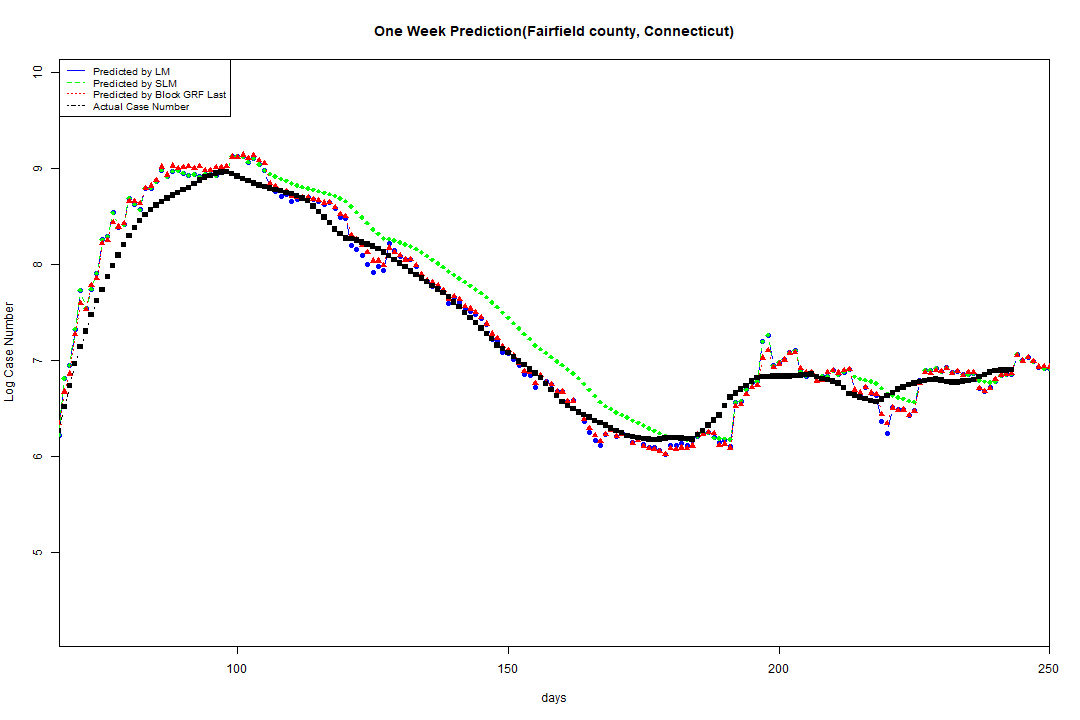 One Week Prediction(Fairfield county, Connecticut)
Predicted by LM
Predicted by SLM
Predicted by Block GRF Last
Actual Case Number
10
9
8
7
6
5
Log Case Number
100
150
200
250
days